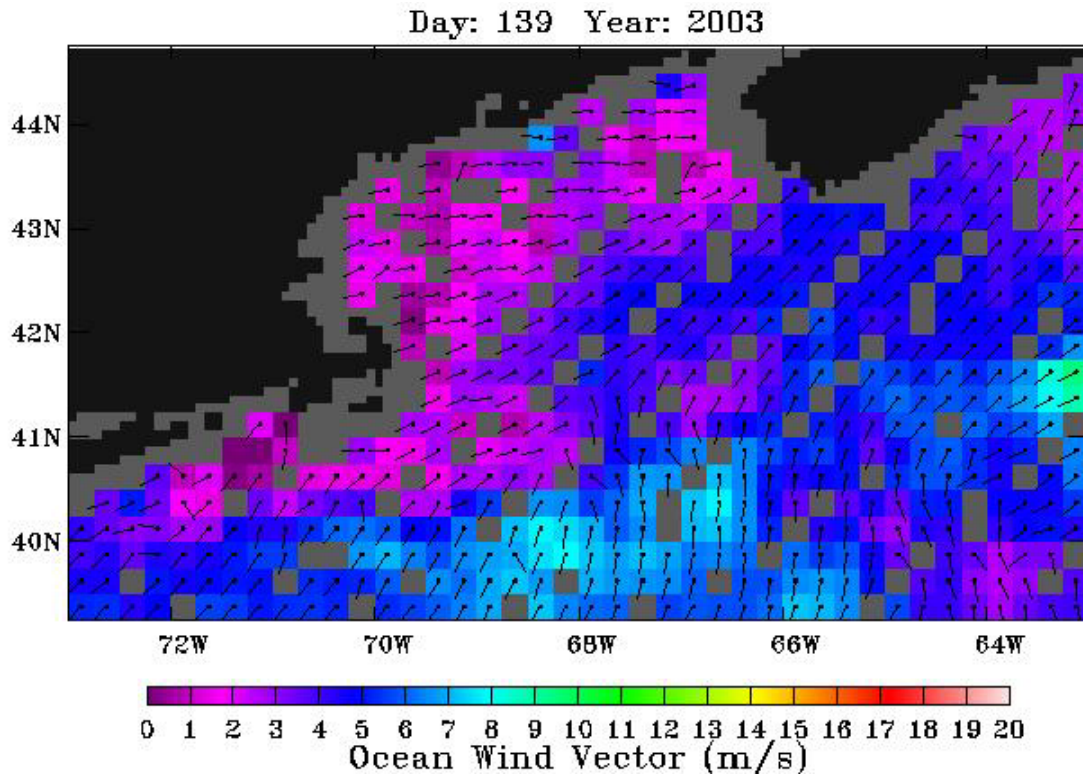 Day: 139 Year: 2003
44N
43N
42N
41N
40N
72W 70W 68W 66W 64W
0 1 2 3 4 5 6 7 8 9 10 11 12 13 14 15 16 17 18 19 20
Ocean Wind Vector (m/s)